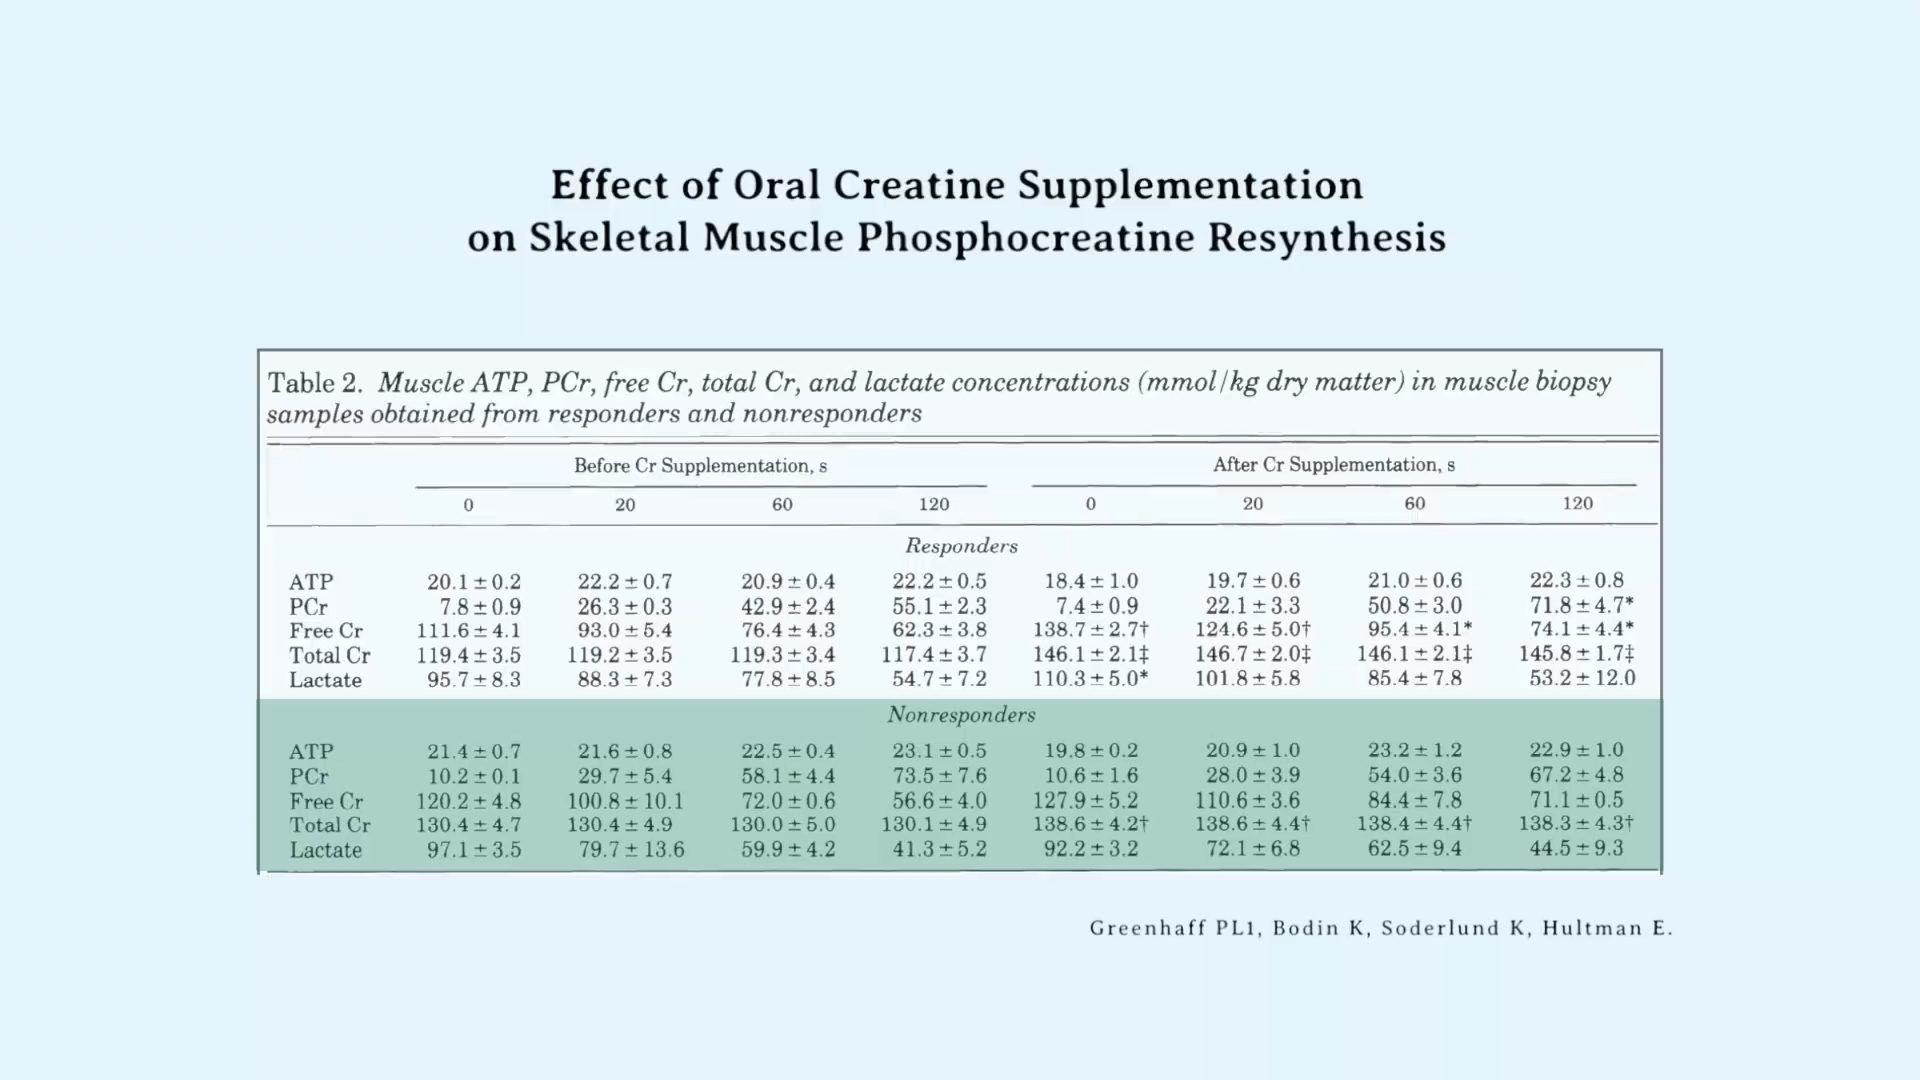 Effect of Oral Creatine Supplementation
on Skeletal Muscle Phosphocreatine Resynthesis
Table 2. Muscle ATP, PCr, free Cr, total Cr, and lactate concentrations (mmol/kg dry matter) in muscle biopsy
samples obtained from responders and nonresponders
Before Cr Supplementation, s After Cr Supplementation, s
0 20 60 120 0 20 60 120
Responders
ATP 20.1 ± 0.2 22.2 ± 0.7 20.9 ± 0.4 22.2 ± 0.5 18.4 ± 1.0 19.7 ± 0.6 21.0 ± 0.6 22.3 ± 0.8
PCr 7.8 ± 0.9 26.3 ± 0.3 42.9 ± 2.4 55.1 ± 2.3 7.4 ± 0.9 22.1 ± 3.3 50.8 ± 3.0 71.8 ± 4.7*
Free Cr 111.6 ± 4.1 93.0 ± 5.4 76.4 ± 4.3 62.3 ± 3.8 138.7 ± 2.7† 124.6 ± 5.0† 95.4 ± 4.1* 74.1 ± 4.4*
Total Cr 119.4 ± 3.5 119.2 ± 3.5 119.3 ± 3.4 117.4 ± 3.7 146.1 ± 2.1‡ 146.7 ± 2.0‡ 146.1 ± 2.1‡ 145.8 ± 1.7‡
Lactate 95.7 ± 8.3 88.3 ± 7.3 77.8 ± 8.5 54.7 ± 7.2 110.3 ± 5.0* 101.8 ± 5.8 85.4 ± 7.8 53.2 ± 12.0
Nonresponders
ATP 21.4 ± 0.7 21.6 ± 0.8 22.5 ± 0.4 23.1 ± 0.5 19.8 ± 0.2 20.9 ± 1.0 23.2 ± 1.2 22.9 ± 1.0
PCr 10.2 ± 0.1 29.7 ± 5.4 58.1 ± 4.4 73.5 ± 7.6 10.6 ± 1.6 28.0 ± 3.9 54.0 ± 3.6 67.2 ± 4.8
Free Cr 120.2 ± 4.8 100.8 ± 10.1 72.0 ± 0.6 56.6 ± 4.0 127.9 ± 5.2 110.6 ± 3.6 84.4 ± 7.8 71.1 ± 0.5
Total Cr 130.4 ± 4.7 130.4 ± 4.9 130.0 ± 5.0 130.1 ± 4.9 138.6 ± 4.2† 138.6 ± 4.4† 138.4 ± 4.4† 138.3 ± 4.3†
Lactate 97.1 ± 3.5 79.7 ± 13.6 59.9 ± 4.2 41.3 ± 5.2 92.2 ± 3.2 72.1 ± 6.8 62.5 ± 9.4 44.5 ± 9.3
Greenhaff PL1, Bodin K, Soderlund K, Hultman E.